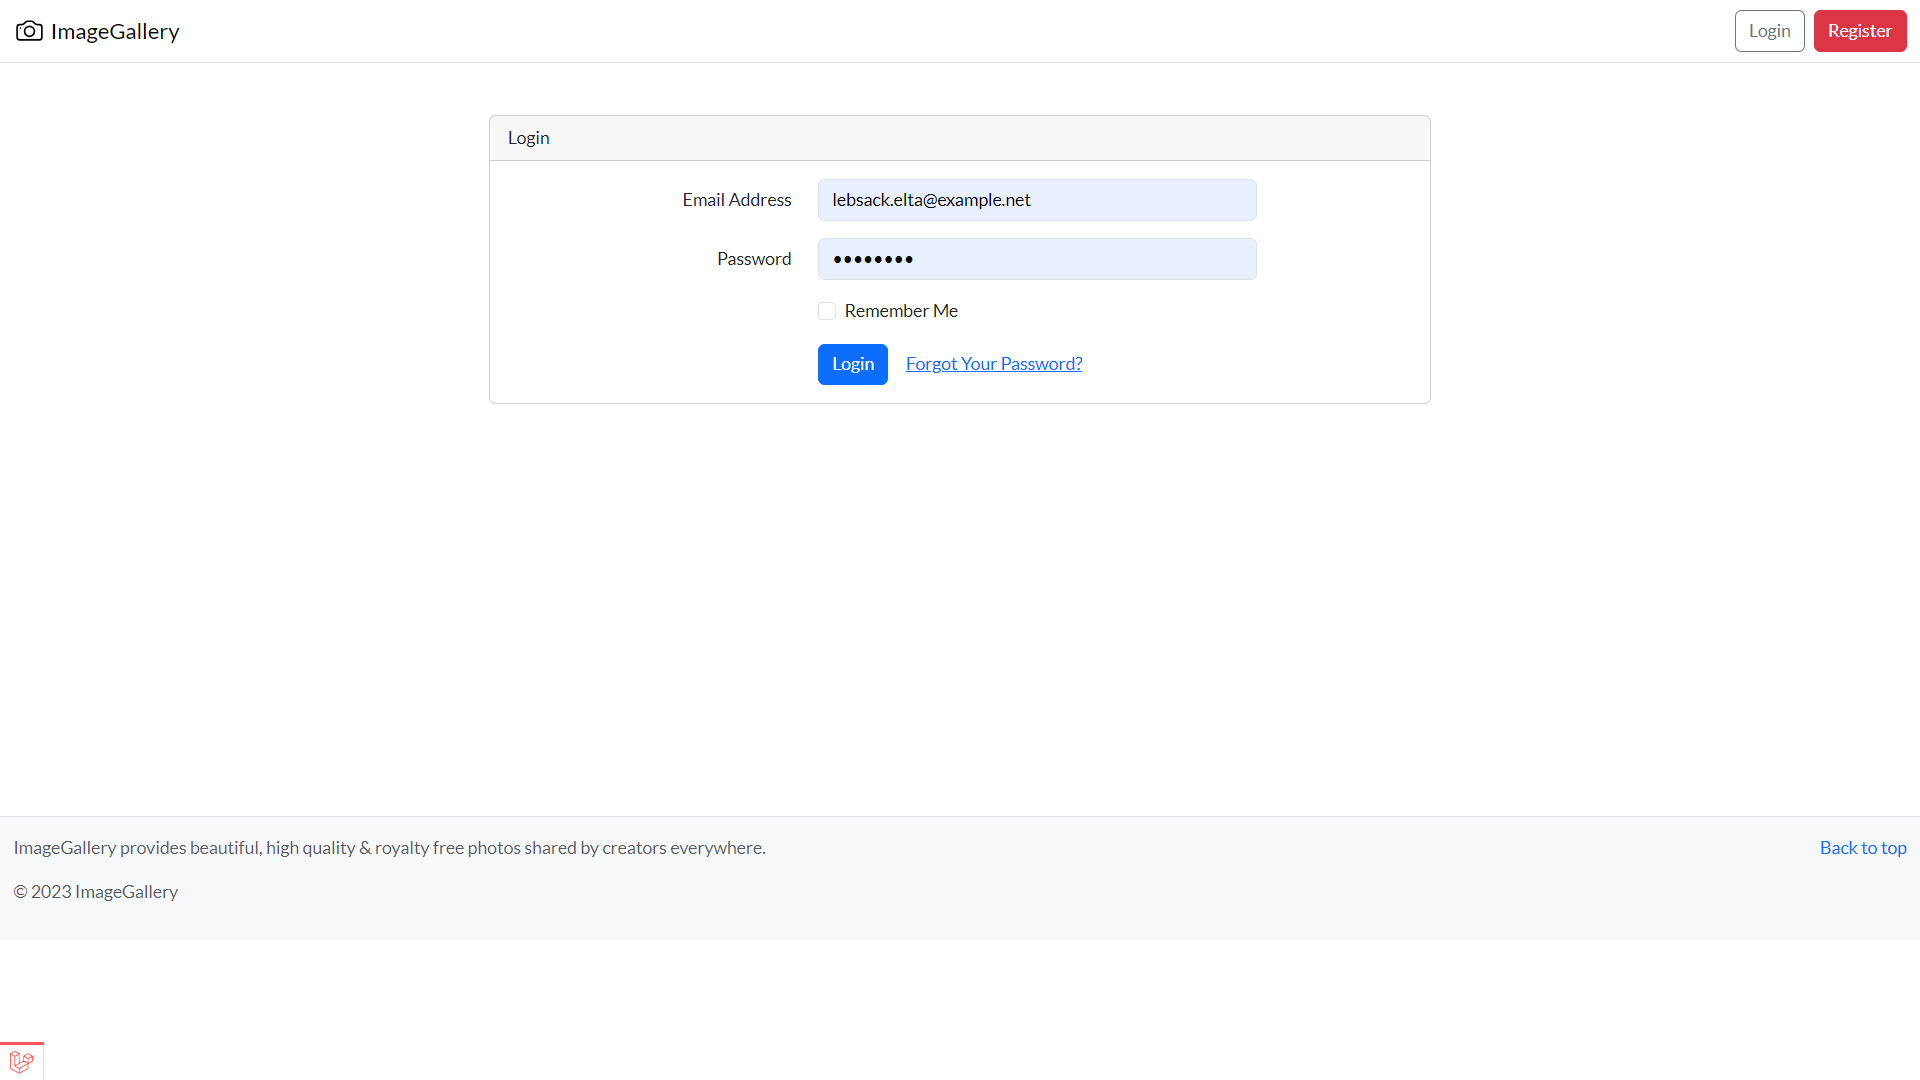 ImageGallery
Login
Register
Login
Email Address
lebsack.elta@example.net
Password
••••••••
Remember Me
Login
Forgot Your Password?
ImageGallery provides beautiful, high quality & royalty free photos shared by creators everywhere.
Back to top
© 2023 ImageGallery